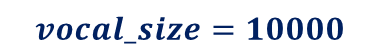 vocal_size = 10000